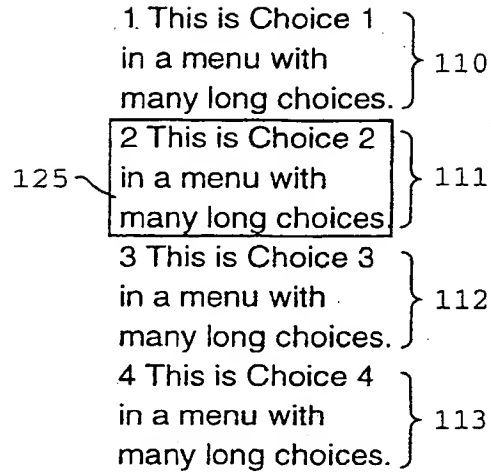 1 This is Choice 1
in a menu with
many long choices.
110
2 This is Choice 2
in a menu with
many long choices.
111
125
3 This is Choice 3
in a menu with
many long choices.
112
4 This is Choice 4
in a menu with
many long choices.
113